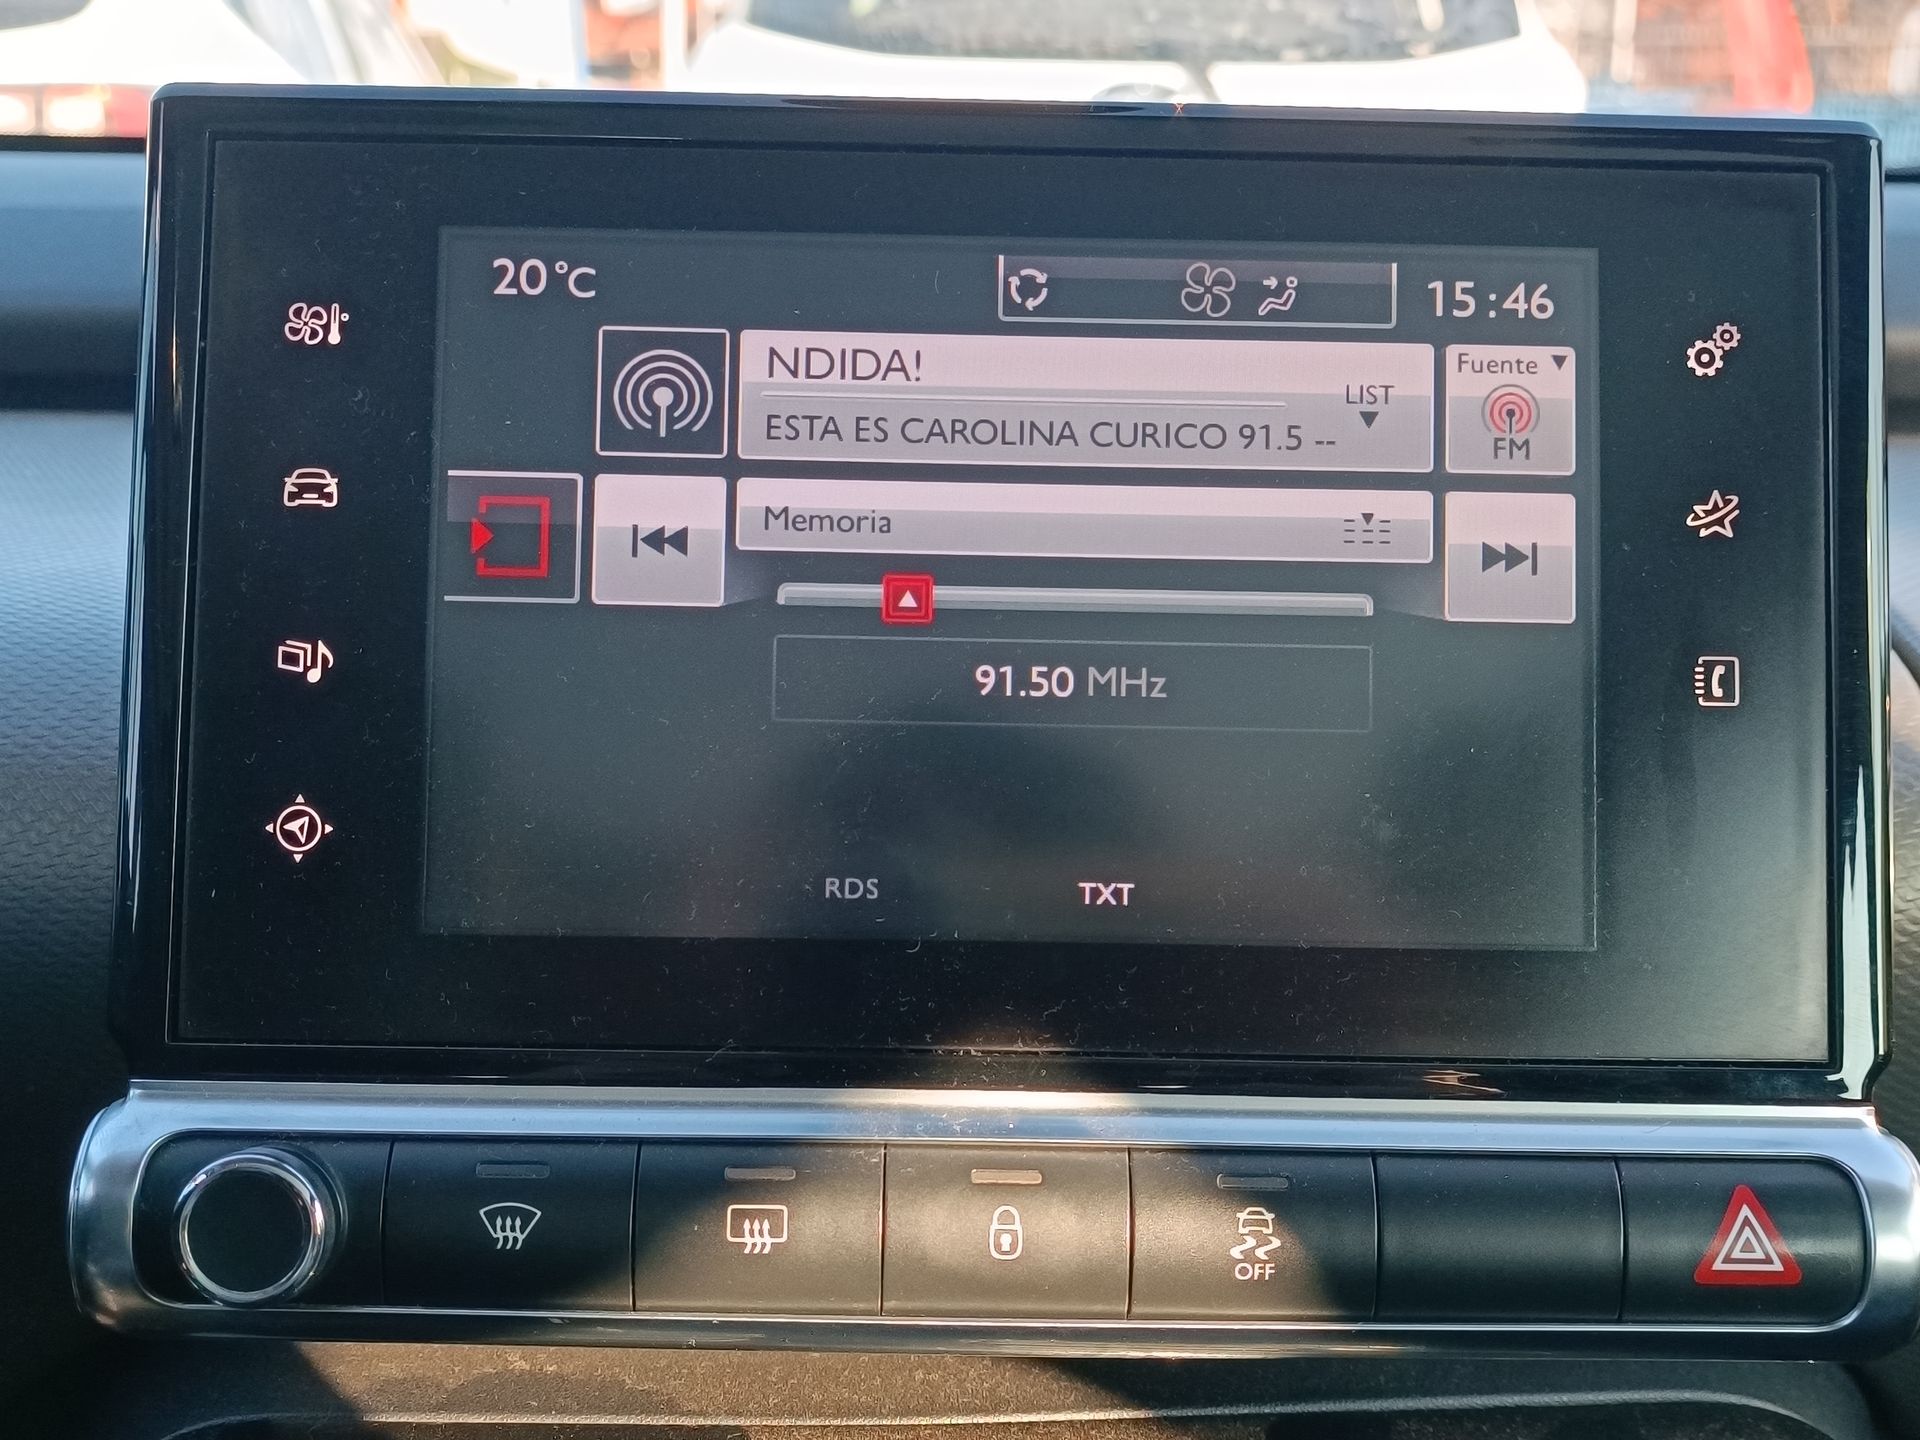 20°C
15:46
NDIDA!
LIST
Fuente
ESTA ES CAROLINA CURICO 91.5 --
FM
Memoria
91.50 MHz
RDS
TXT
OFF